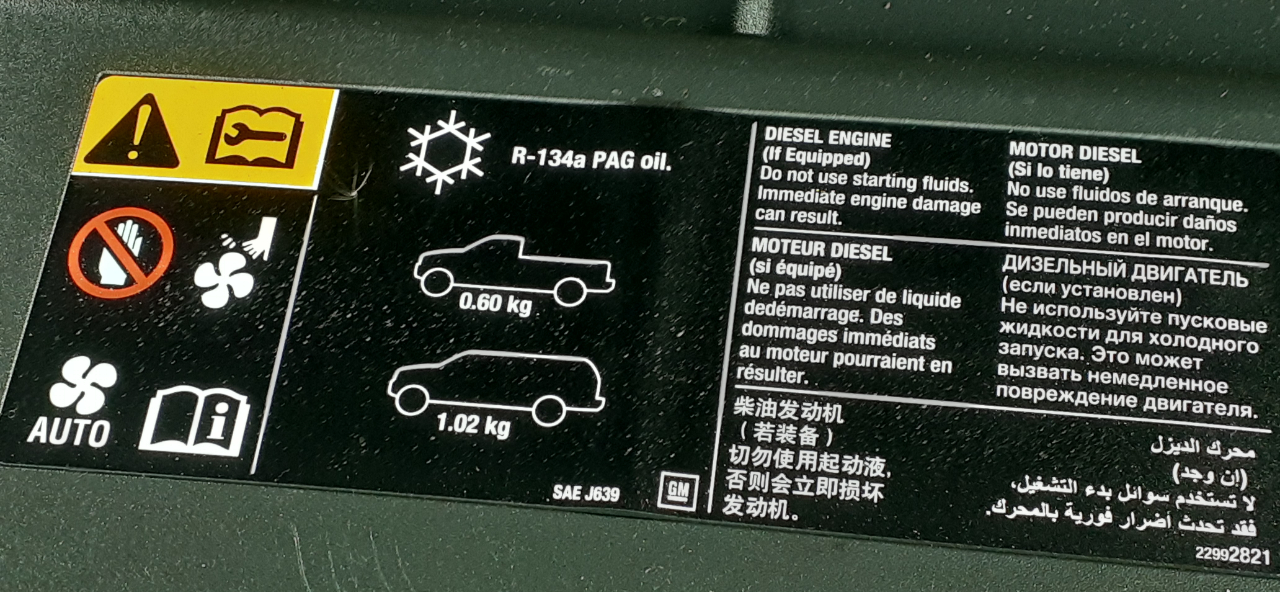 R-134a PAG oil.
0.60 kg
1.02 kg
AUTO
i
SAE J639
GM
DIESEL ENGINE
(If Equipped)
Do not use starting fluids.
Immediate engine damage
can result.
MOTOR DIESEL
(Si lo tiene)
No use fluidos de arranque.
Se pueden producir daños
inmediatos en el motor.
MOTEUR DIESEL
(si équipé)
Ne pas utiliser de liquide
dedémarrage. Des
dommages immédiats
au moteur pourraient en
résulter.
ДИЗЕЛЬНЫЙ ДВИГАТЕЛЬ
(если установлен)
Не используйте пусковые
жидкости для холодного
запуска. Это может
вызвать немедленное
повреждение двигателя.
柴油发动机
（若装备）
切勿使用起动液,
否则会立即损坏
发动机。
محرك الديزل
(إن وجد)
لا تستخدم سوائل بدء التشغيل،
فقد تحدث أضرار فورية بالمحرك.
22992821